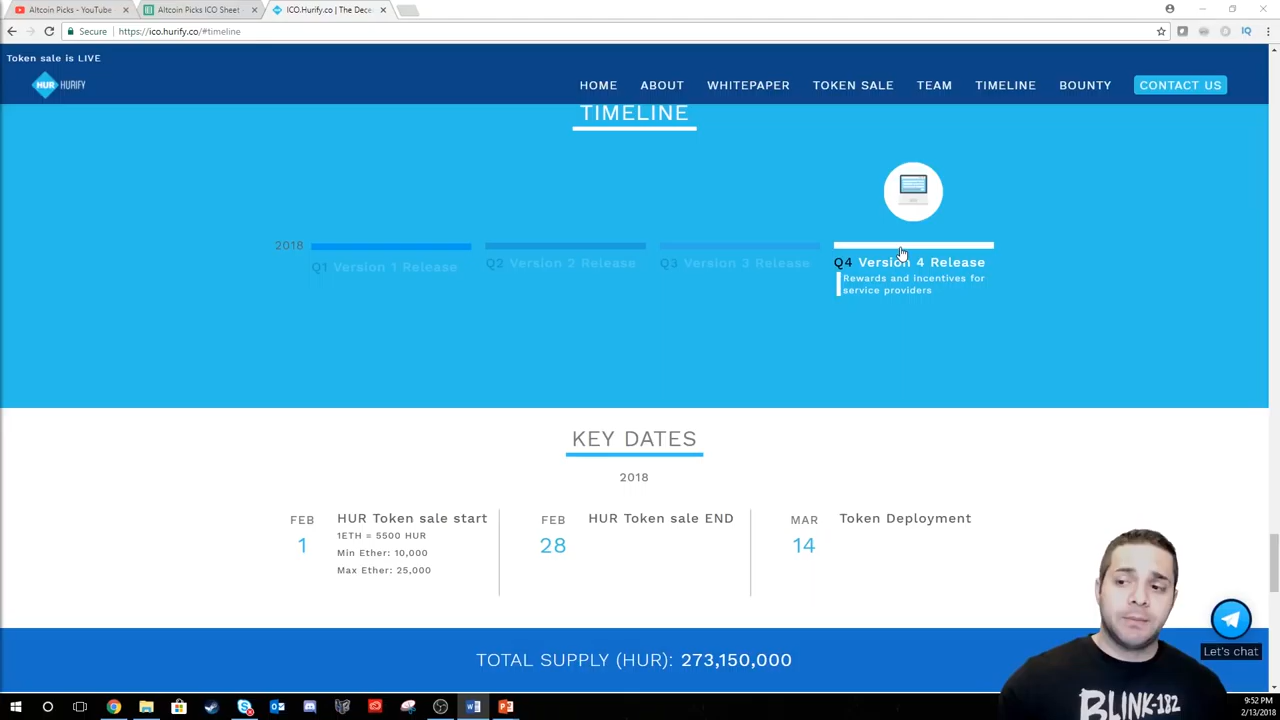 Altcoin Picks - YouTube
Altcoin Picks ICO Sheet
ICO.Hurify.co | The Dece
Secure
https://ico.hurify.co/#timeline
Token sale is LIVE
HUR HURIFY
HOME
ABOUT
WHITEPAPER
TOKEN SALE
TEAM
TIMELINE
BOUNTY
CONTACT US
TIMELINE
2018
Q1 Version 1 Release
Q2 Version 2 Release
Q3 Version 3 Release
Q4 Version 4 Release
Rewards and incentives for
service providers
KEY DATES
2018
FEB
1
HUR Token sale start
1ETH = 5500 HUR
Min Ether: 10,000
Max Ether: 25,000
FEB
28
HUR Token sale END
MAR
14
Token Deployment
Let's chat
TOTAL SUPPLY (HUR): 273,150,000
BLINK-182
9:52 PM
2/13/2018